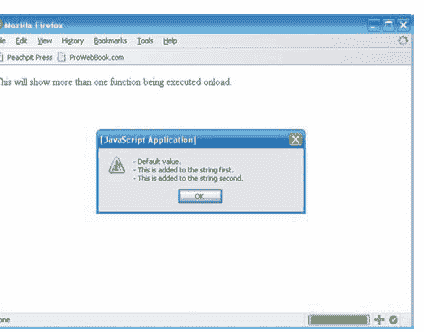 Mozilla Firefox
Edit View History Bookmarks Tools Help
Peachpit Press ProWebBook.com
This will show more than one function being executed onload.
[JavaScript Application]
- Default value.
- This is added to the string first.
- This is added to the string second.
OK